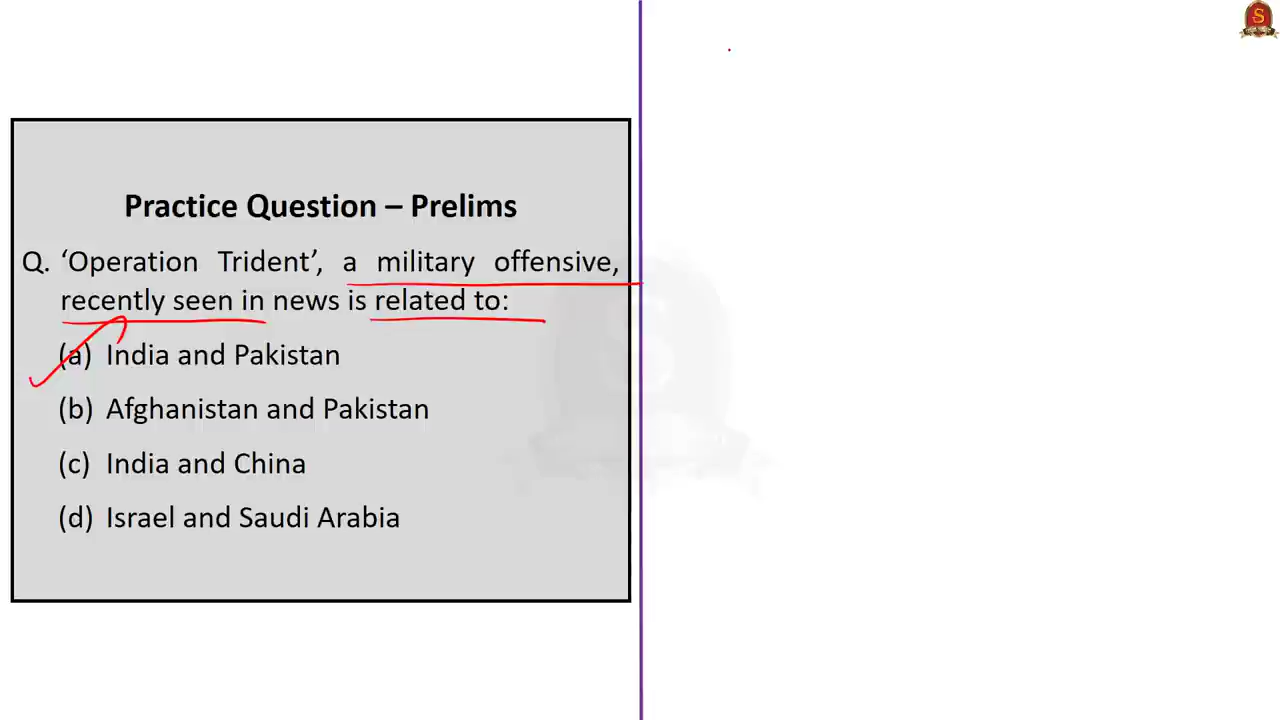 S
Practice Question – Prelims
Q. ‘Operation Trident’, a military offensive,
recently seen in news is related to:
(a) India and Pakistan
(b) Afghanistan and Pakistan
(c) India and China
(d) Israel and Saudi Arabia